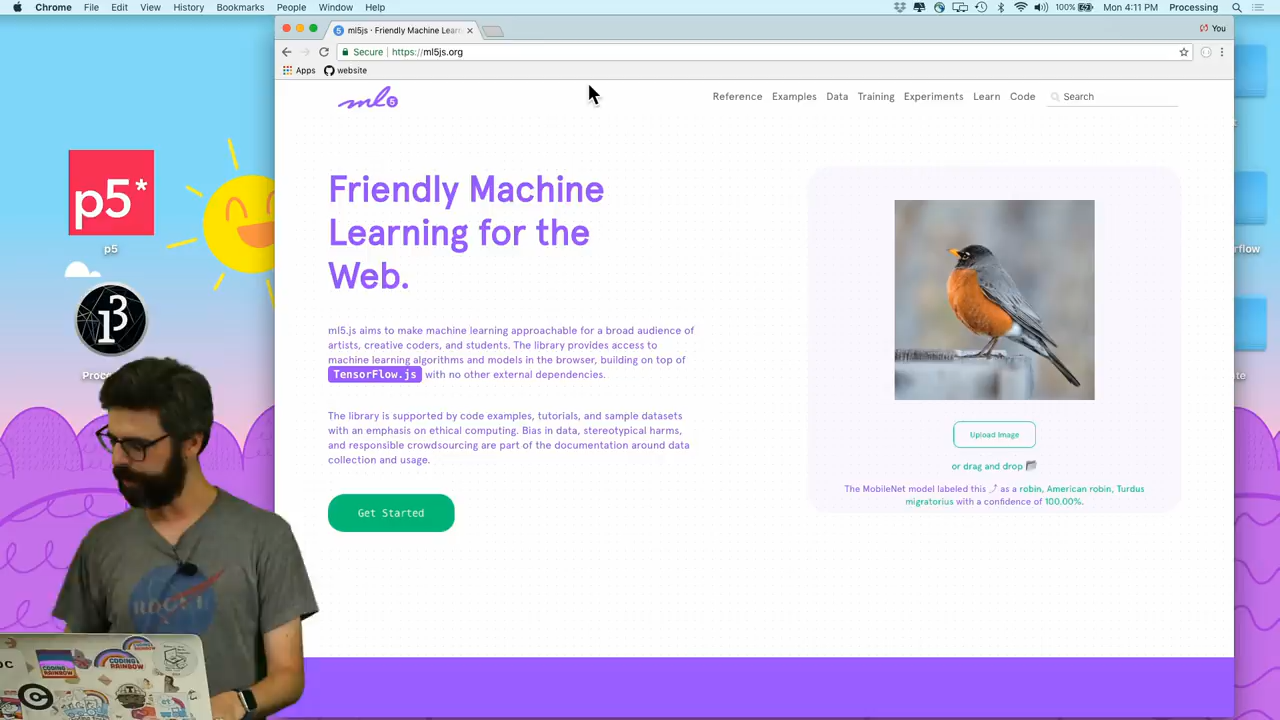 Chrome File Edit View History Bookmarks People Window Help
100% Mon 4:11 PM Processing
ml5js · Friendly Machine Lear
You
Secure https://ml5js.org
Apps website
ml5
Reference Examples Data Training Experiments Learn Code Search
Friendly Machine
Learning for the
Web.
ml5.js aims to make machine learning approachable for a broad audience of
artists, creative coders, and students. The library provides access to
machine learning algorithms and models in the browser, building on top of
TensorFlow.js with no other external dependencies.
The library is supported by code examples, tutorials, and sample datasets
with an emphasis on ethical computing. Bias in data, stereotypical harms,
and responsible crowdsourcing are part of the documentation around data
collection and usage.
Get Started
Upload Image
or drag and drop
The MobileNet model labeled this as a robin, American robin, Turdus
migratorius with a confidence of 100.00%.
p5*
p5
Proce
CODING
RAINBOW
CODING
RAINBOW